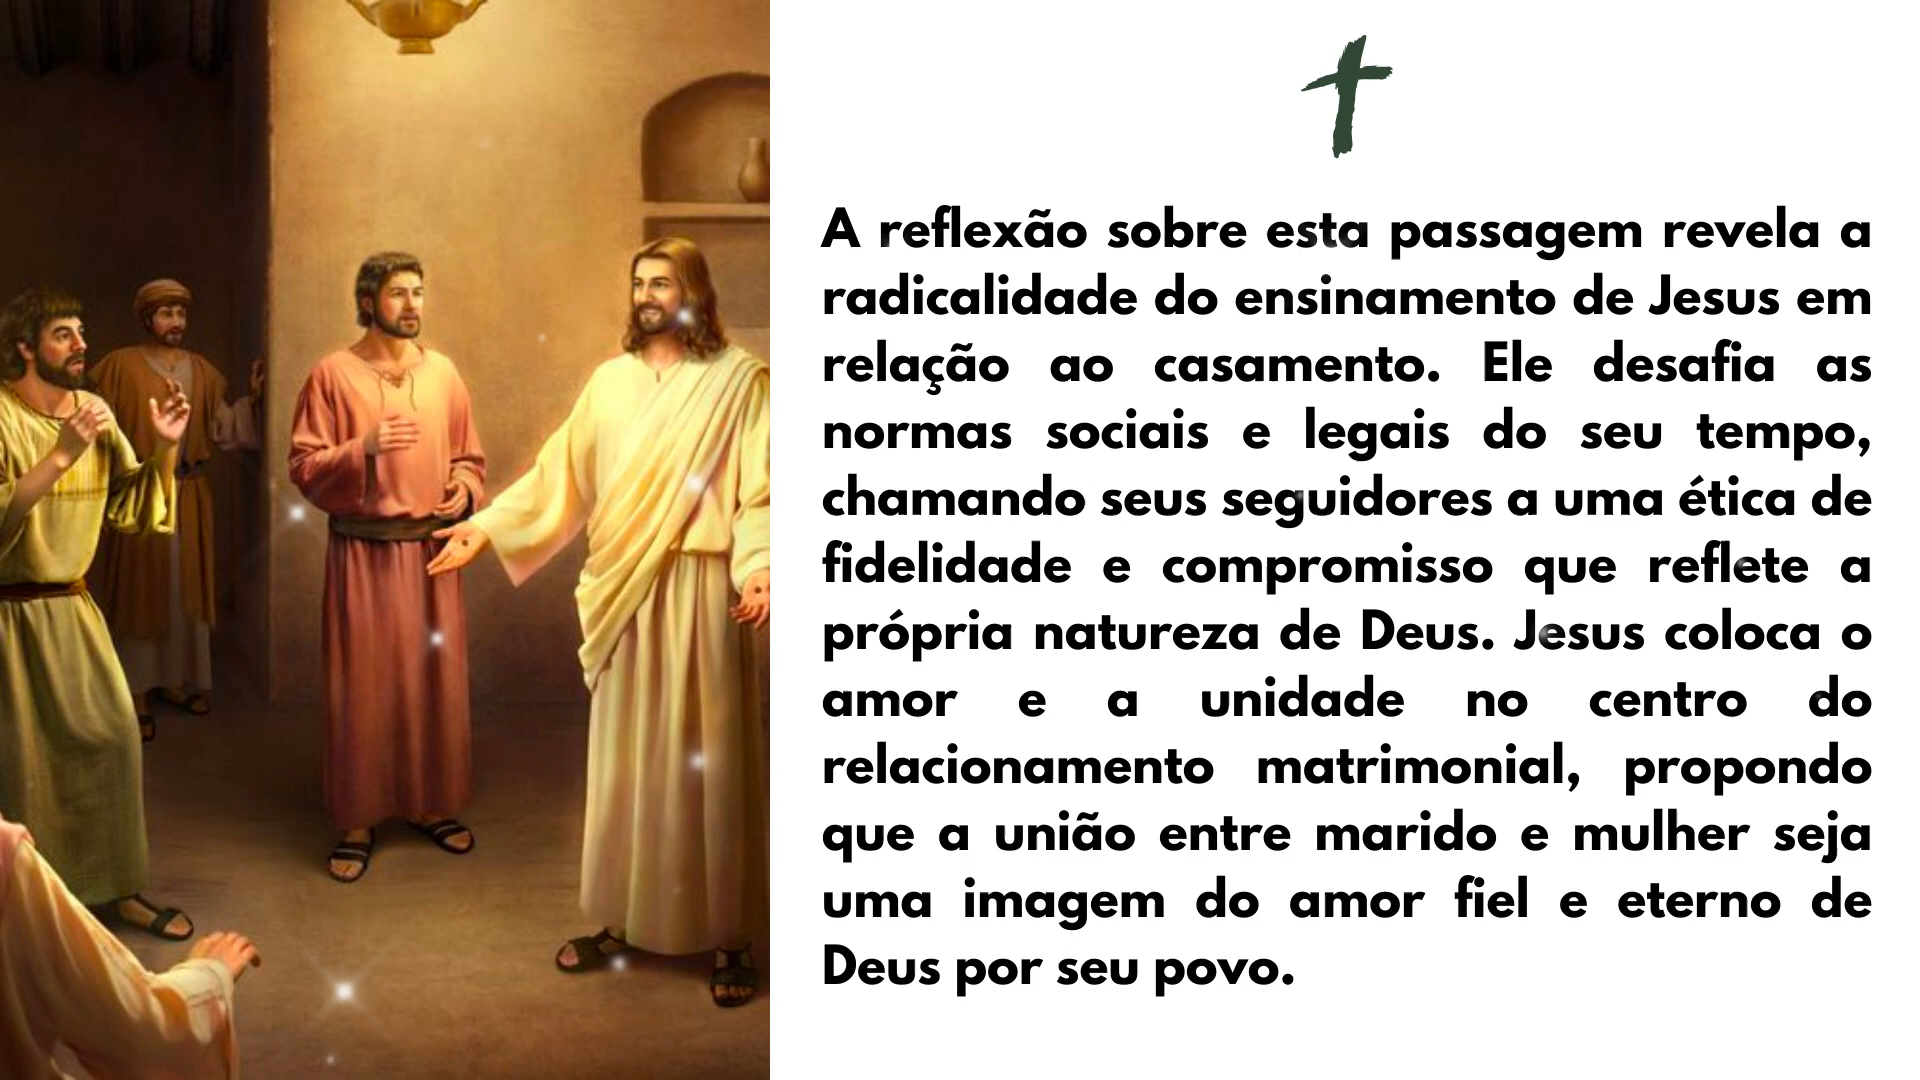 A reflexão sobre esta passagem revela a
radicalidade do ensinamento de Jesus em
relação ao casamento. Ele desafia as
normas sociais e legais do seu tempo,
chamando seus seguidores a uma ética de
fidelidade e compromisso que reflete a
própria natureza de Deus. Jesus coloca o
amor e a unidade no centro do
relacionamento matrimonial, propondo
que a união entre marido e mulher seja
uma imagem do amor fiel e eterno de
Deus por seu povo.